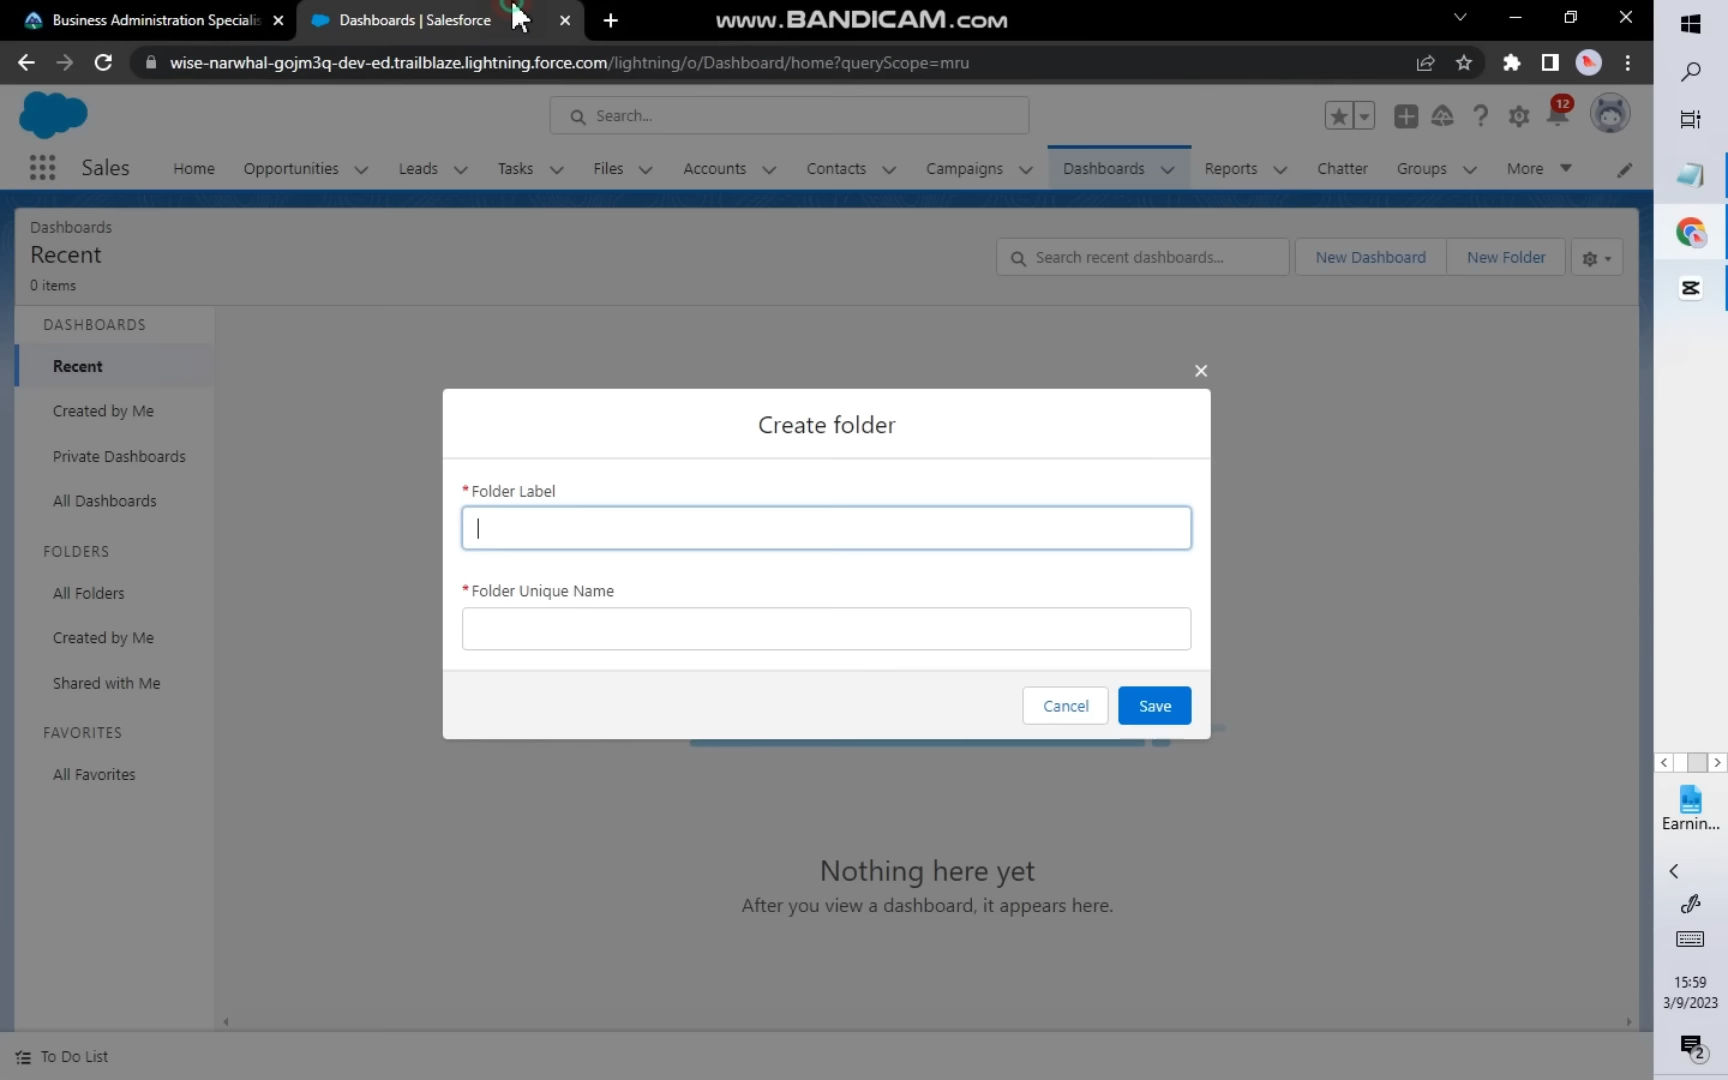 Business Administration Specialis
Dashboards | Salesforce
www.BANDICAM.com
wise-narwhal-gojm3q-dev-ed.trailblaze.lightning.force.com/lightning/o/Dashboard/home?queryScope=mru
Search...
12
Sales
Home
Opportunities
Leads
Tasks
Files
Accounts
Contacts
Campaigns
Dashboards
Reports
Chatter
Groups
More
Dashboards
Recent
0 items
Search recent dashboards...
New Dashboard
New Folder
DASHBOARDS
Recent
Created by Me
Private Dashboards
All Dashboards
FOLDERS
All Folders
Created by Me
Shared with Me
FAVORITES
All Favorites
Create folder
*Folder Label
*Folder Unique Name
Cancel
Save
Nothing here yet
After you view a dashboard, it appears here.
To Do List
Earnin...
15:59
3/9/2023
2